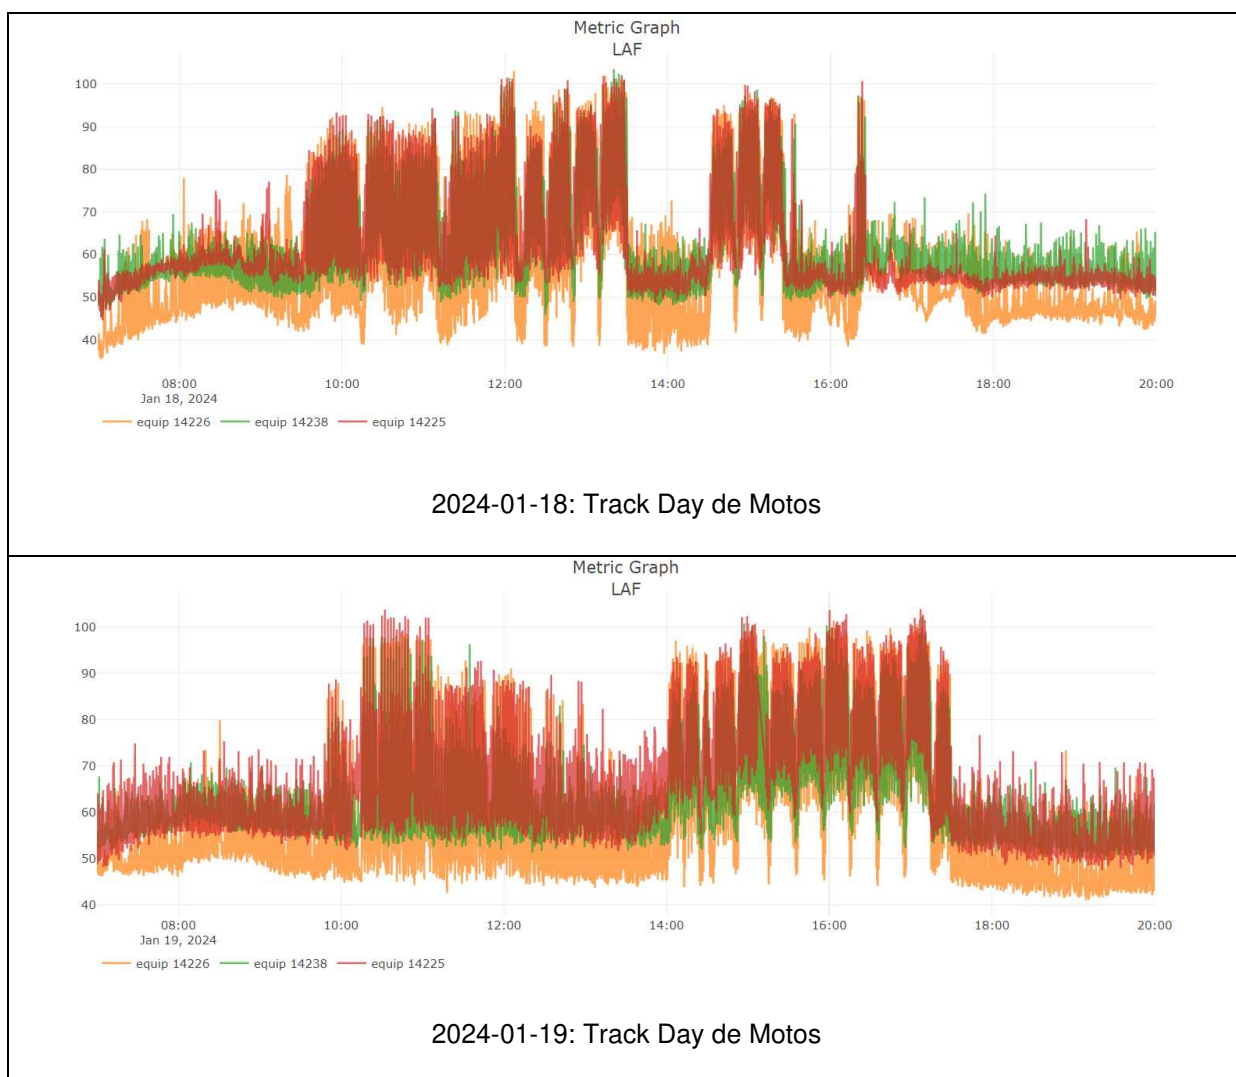 Metric Graph
LAF
100
90
80
70
60
50
40
08:00 10:00 12:00 14:00 16:00 18:00 20:00
Jan 18, 2024
equip 14226 equip 14238 equip 14225
2024-01-18: Track Day de Motos
Metric Graph
LAF
100
90
80
70
60
50
40
08:00 10:00 12:00 14:00 16:00 18:00 20:00
Jan 19, 2024
equip 14226 equip 14238 equip 14225
2024-01-19: Track Day de Motos